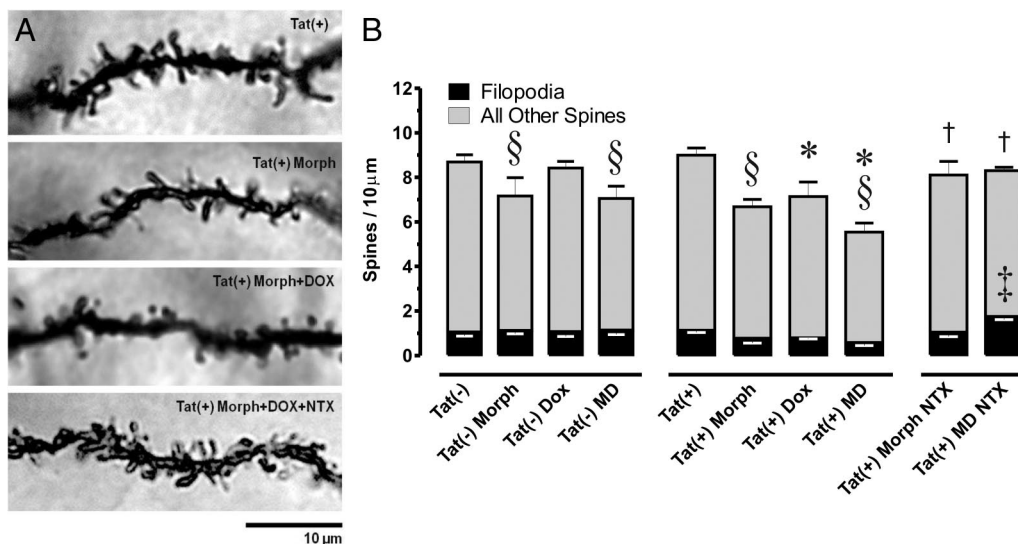 A
Tat(+)
Tat(+) Morph
Tat(+) Morph+DOX
Tat(+) Morph+DOX+NTX
10 µm
B
Filopodia
All Other Spines
Spines / 10µm
12
10
8
6
4
2
0
§
§
§
*
*
§
†
†
‡
Tat(-)
Tat(-) Morph
Tat(-) Dox
Tat(-) MD
Tat(+)
Tat(+) Morph
Tat(+) Dox
Tat(+) MD
Tat(+) Morph NTX
Tat(+) MD NTX